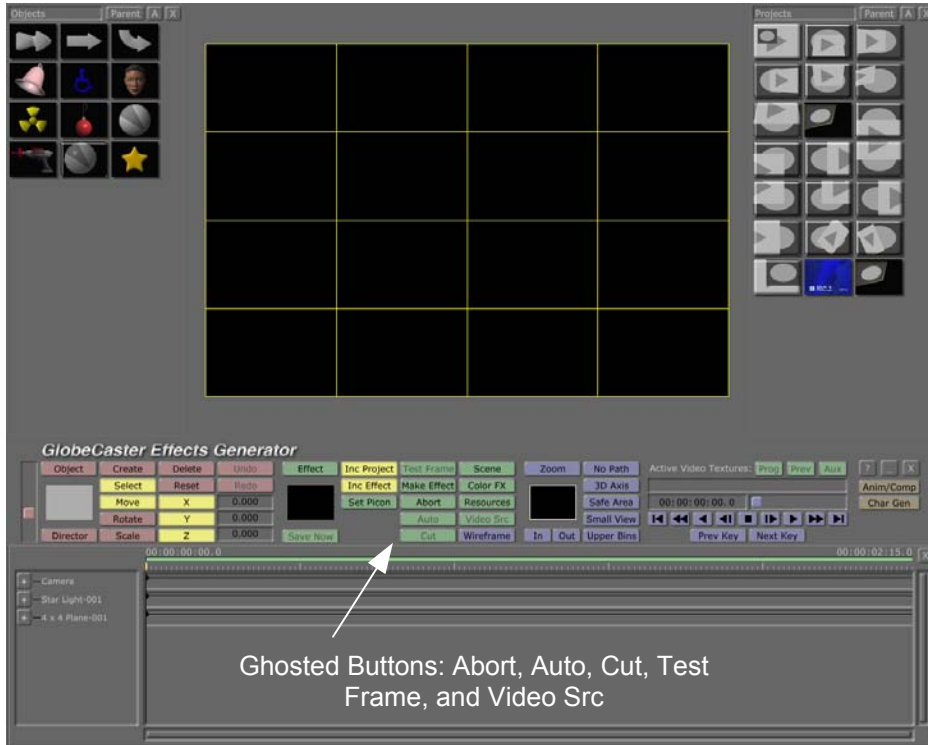 Objects Parent A X
Projects Parent A X
GlobeCaster Effects Generator
Object Create Delete Undo Effect Inc Project Test Frame Scene Zoom No Path Active Video Textures: Prog Prev Aux ? _ X
Select Reset Redo Inc Effect Make Effect Color FX 3D Axis Anim/Comp
Move X 0.000 Set Picon Abort Resources Safe Area 00:00:00:00.0 Char Gen
Rotate Y 0.000 Auto Video Src Small View
Director Scale Z 0.000 Save Now Cut Wireframe In Out Upper Bins Prev Key Next Key
00:00:00:00.0 00:00:02:15.0 X
+ Camera
+ Star Light-001
+ 4 x 4 Plane-001
Ghosted Buttons: Abort, Auto, Cut, Test
Frame, and Video Src